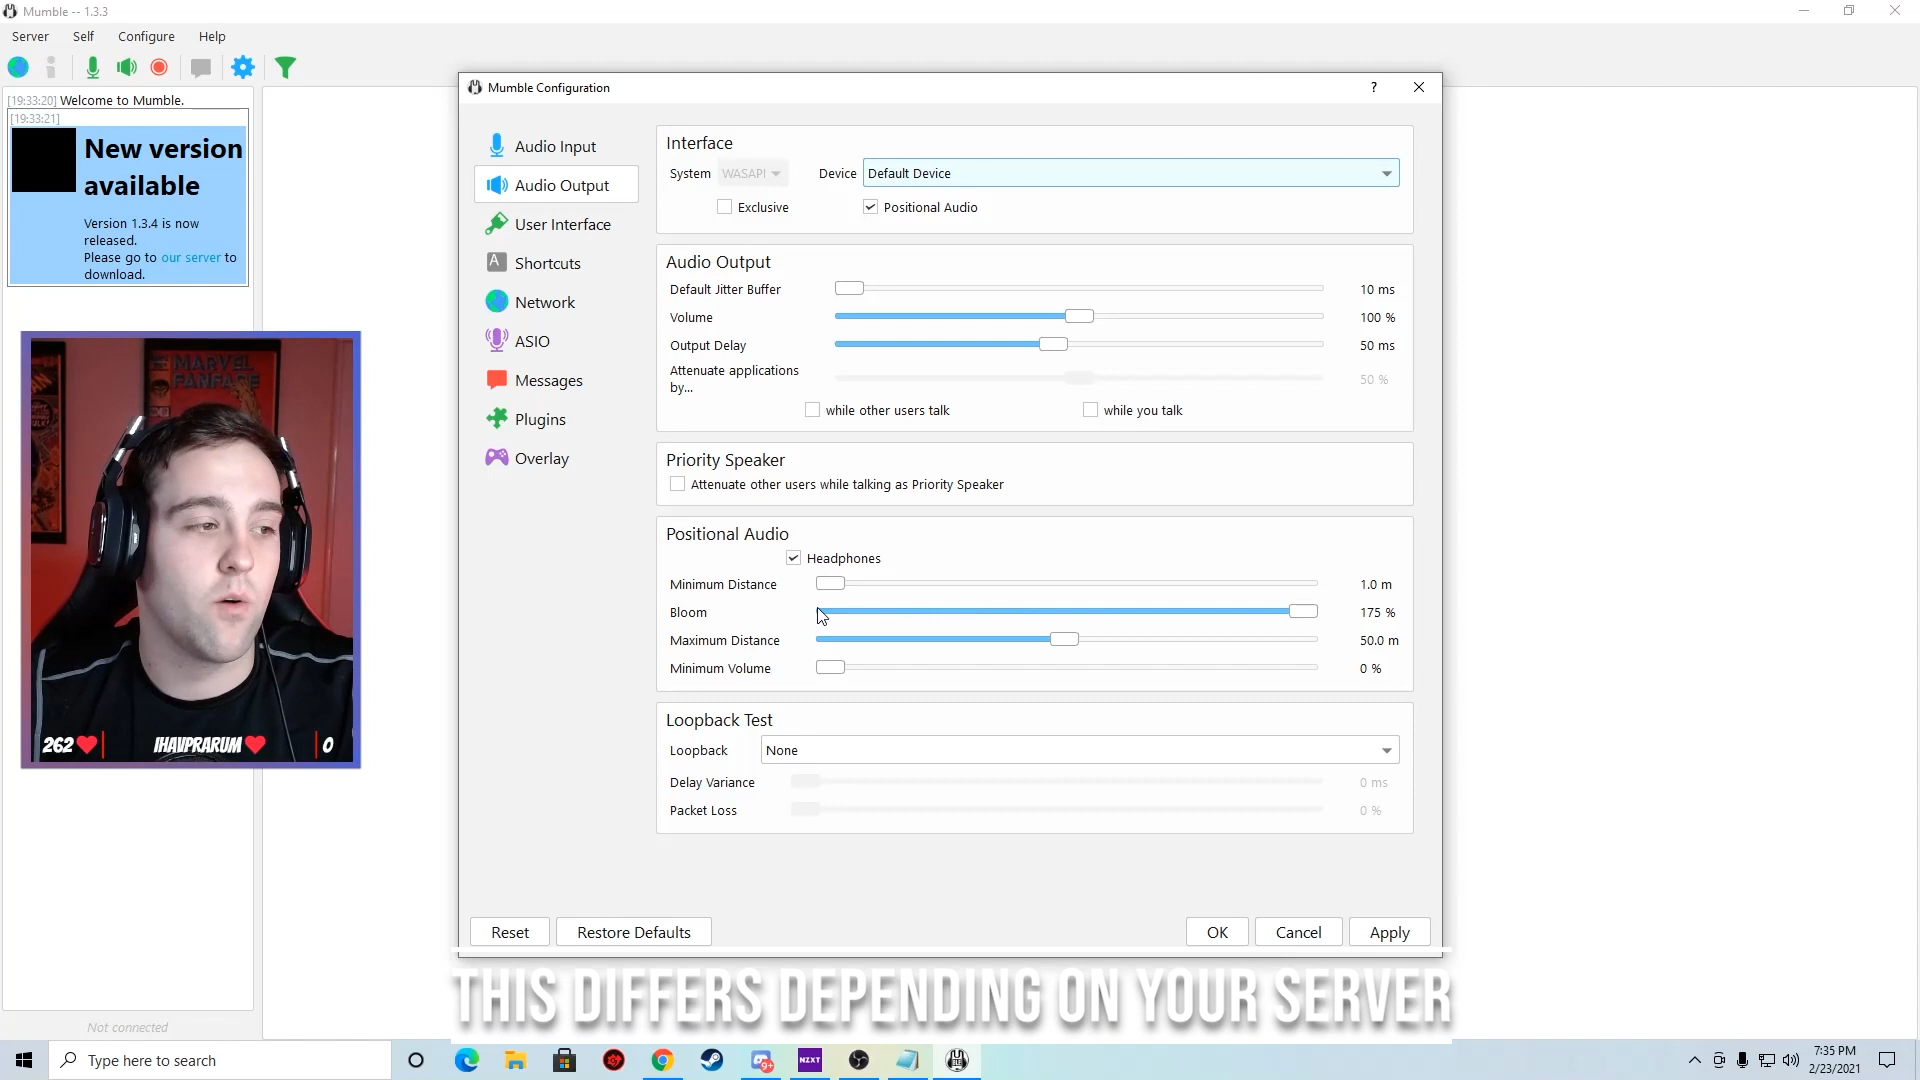 Mumble -- 1.3.3
Server Self Configure Help
[19:33:20] Welcome to Mumble.
[19:33:21]
New version
available
Version 1.3.4 is now
released.
Please go to our server to
download.
Mumble Configuration
?
Audio Input
Audio Output
User Interface
Shortcuts
Network
ASIO
Messages
Plugins
Overlay
Interface
System WASAPI Device Default Device
Exclusive Positional Audio
Audio Output
Default Jitter Buffer 10 ms
Volume 100 %
Output Delay 50 ms
Attenuate applications
by... 50 %
while other users talk while you talk
Priority Speaker
Attenuate other users while talking as Priority Speaker
Positional Audio
Headphones
Minimum Distance 1.0 m
Bloom 175 %
Maximum Distance 50.0 m
Minimum Volume 0 %
Loopback Test
Loopback None
Delay Variance 0 ms
Packet Loss 0 %
Reset Restore Defaults OK Cancel Apply
MARVEL
FANFARE
262 IHAVPRARUM 0
THIS DIFFERS DEPENDING ON YOUR SERVER
Not connected
Type here to search
9+
NZXT
7:35 PM
2/23/2021